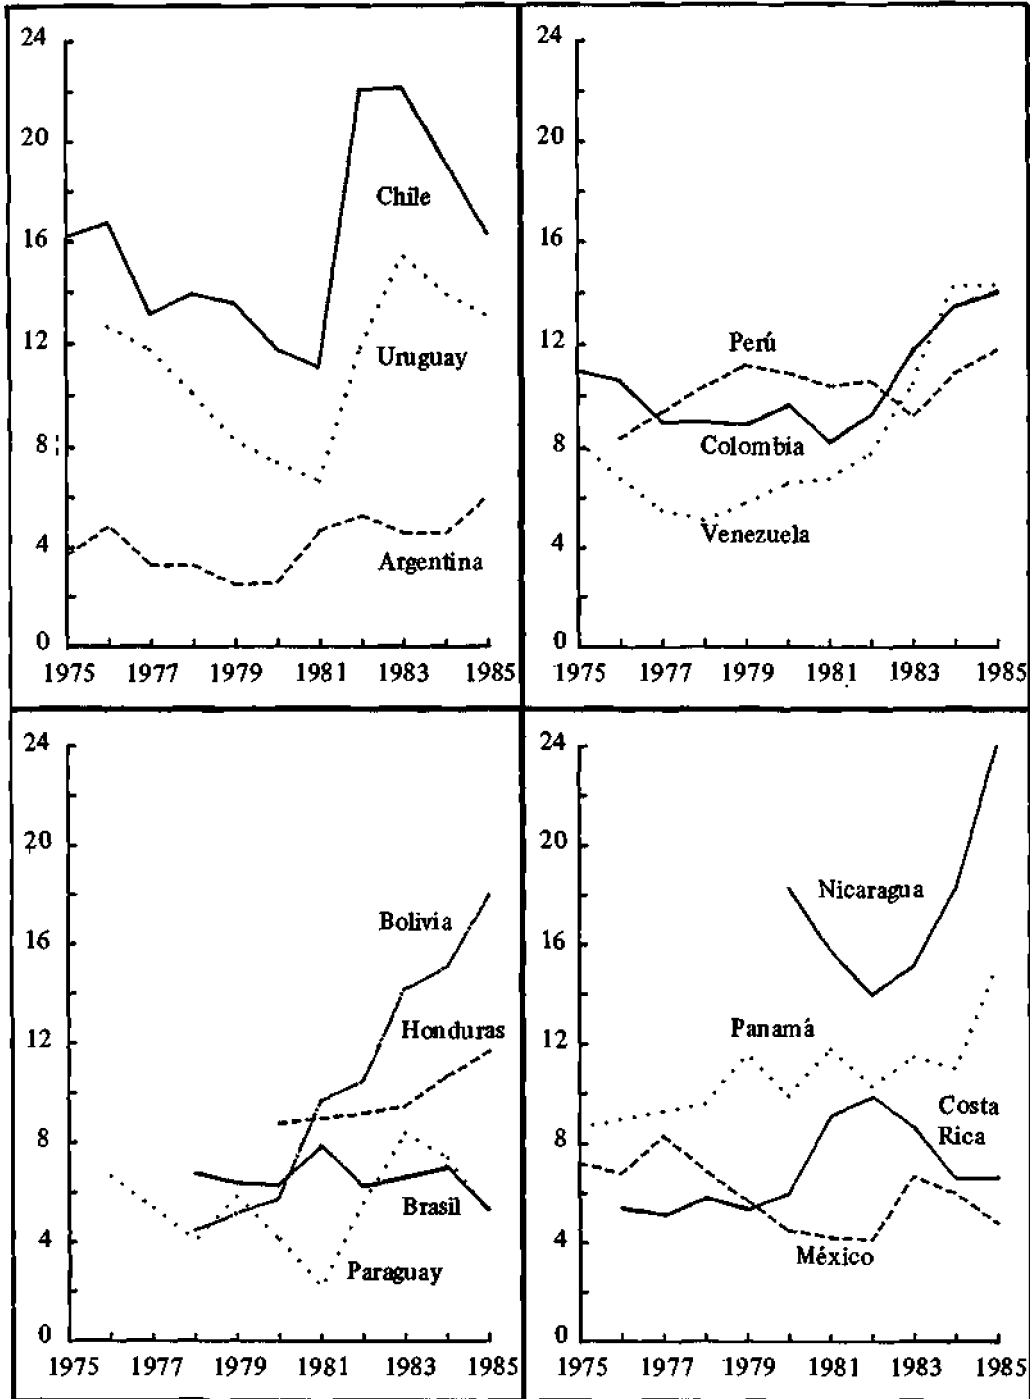 24
20
Chile
16
12
Uruguay
8
4
Argentina
0
1975 1977 1979 1981 1983 1985
24
20
16
12
Perú
8
Colombia
Venezuela
4
0
1975 1977 1979 1981 1983 1985
24
20
Bolivia
16
Honduras
12
8
Brasil
4
Paraguay
0
1975 1977 1979 1981 1983 1985
24
20
Nicaragua
16
Panamá
12
Costa
Rica
8
4
México
0
1975 1977 1979 1981 1983 1985